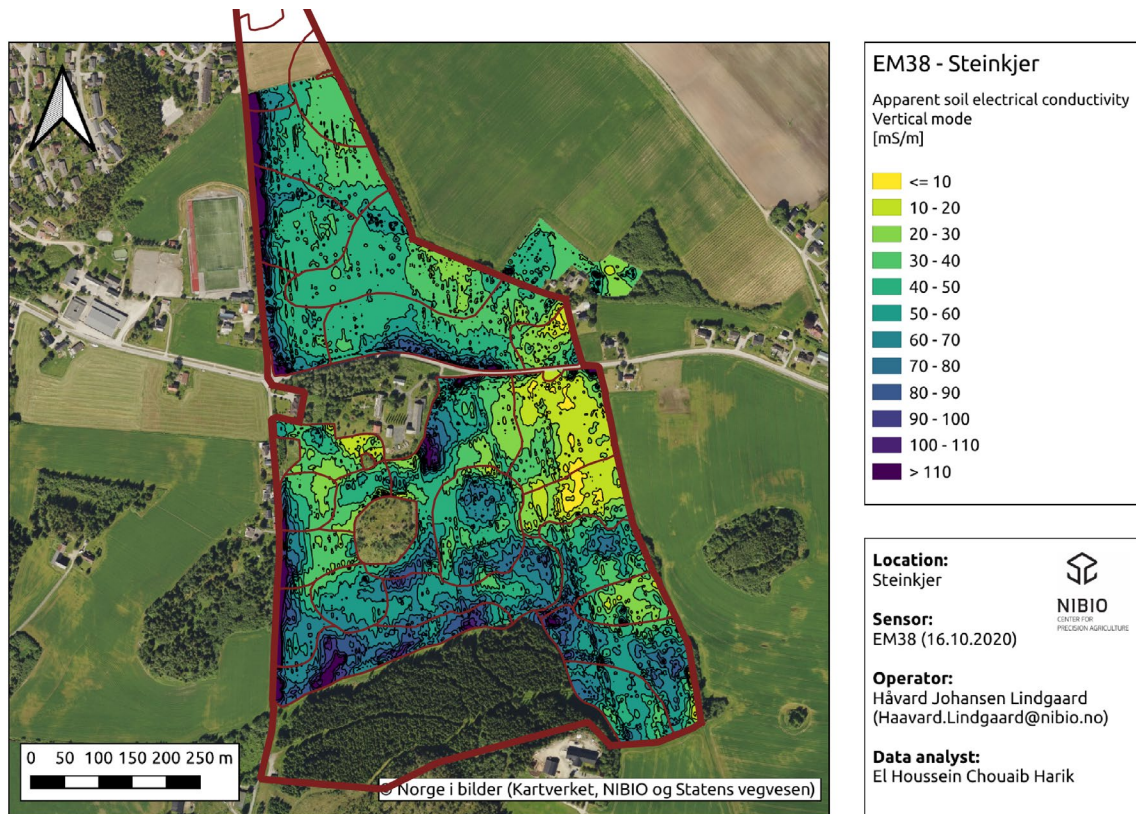 EM38 - Steinkjer
Apparent soil electrical conductivity
Vertical mode
[mS/m]
<= 10
10 - 20
20 - 30
30 - 40
40 - 50
50 - 60
60 - 70
70 - 80
80 - 90
90 - 100
100 - 110
> 110
Location:
Steinkjer
NIBIO
CENTER FOR
PRECISION AGRICULTURE
Sensor:
EM38 (16.10.2020)
Operator:
Håvard Johansen Lindgaard
(Haavard.Lindgaard@nibio.no)
Data analyst:
El Houssein Chouaib Harik
0 50 100 150 200 250 m
© Norge i bilder (Kartverket, NIBIO og Statens vegvesen)